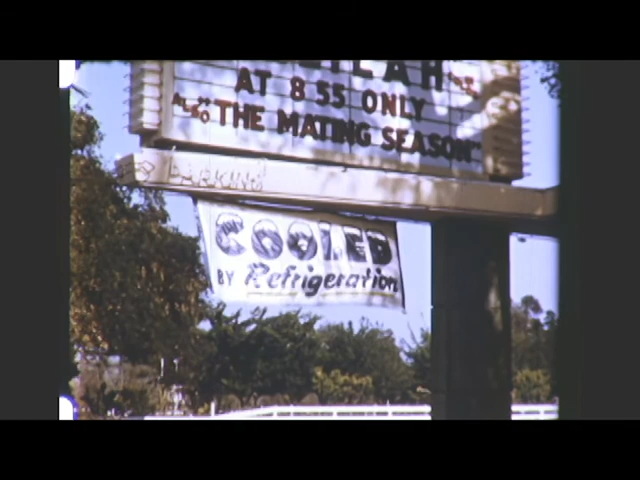 AT 8 55 ONLY
ALSO "THE MATING SEASON"
PARKING
COOLED
BY Refrigeration